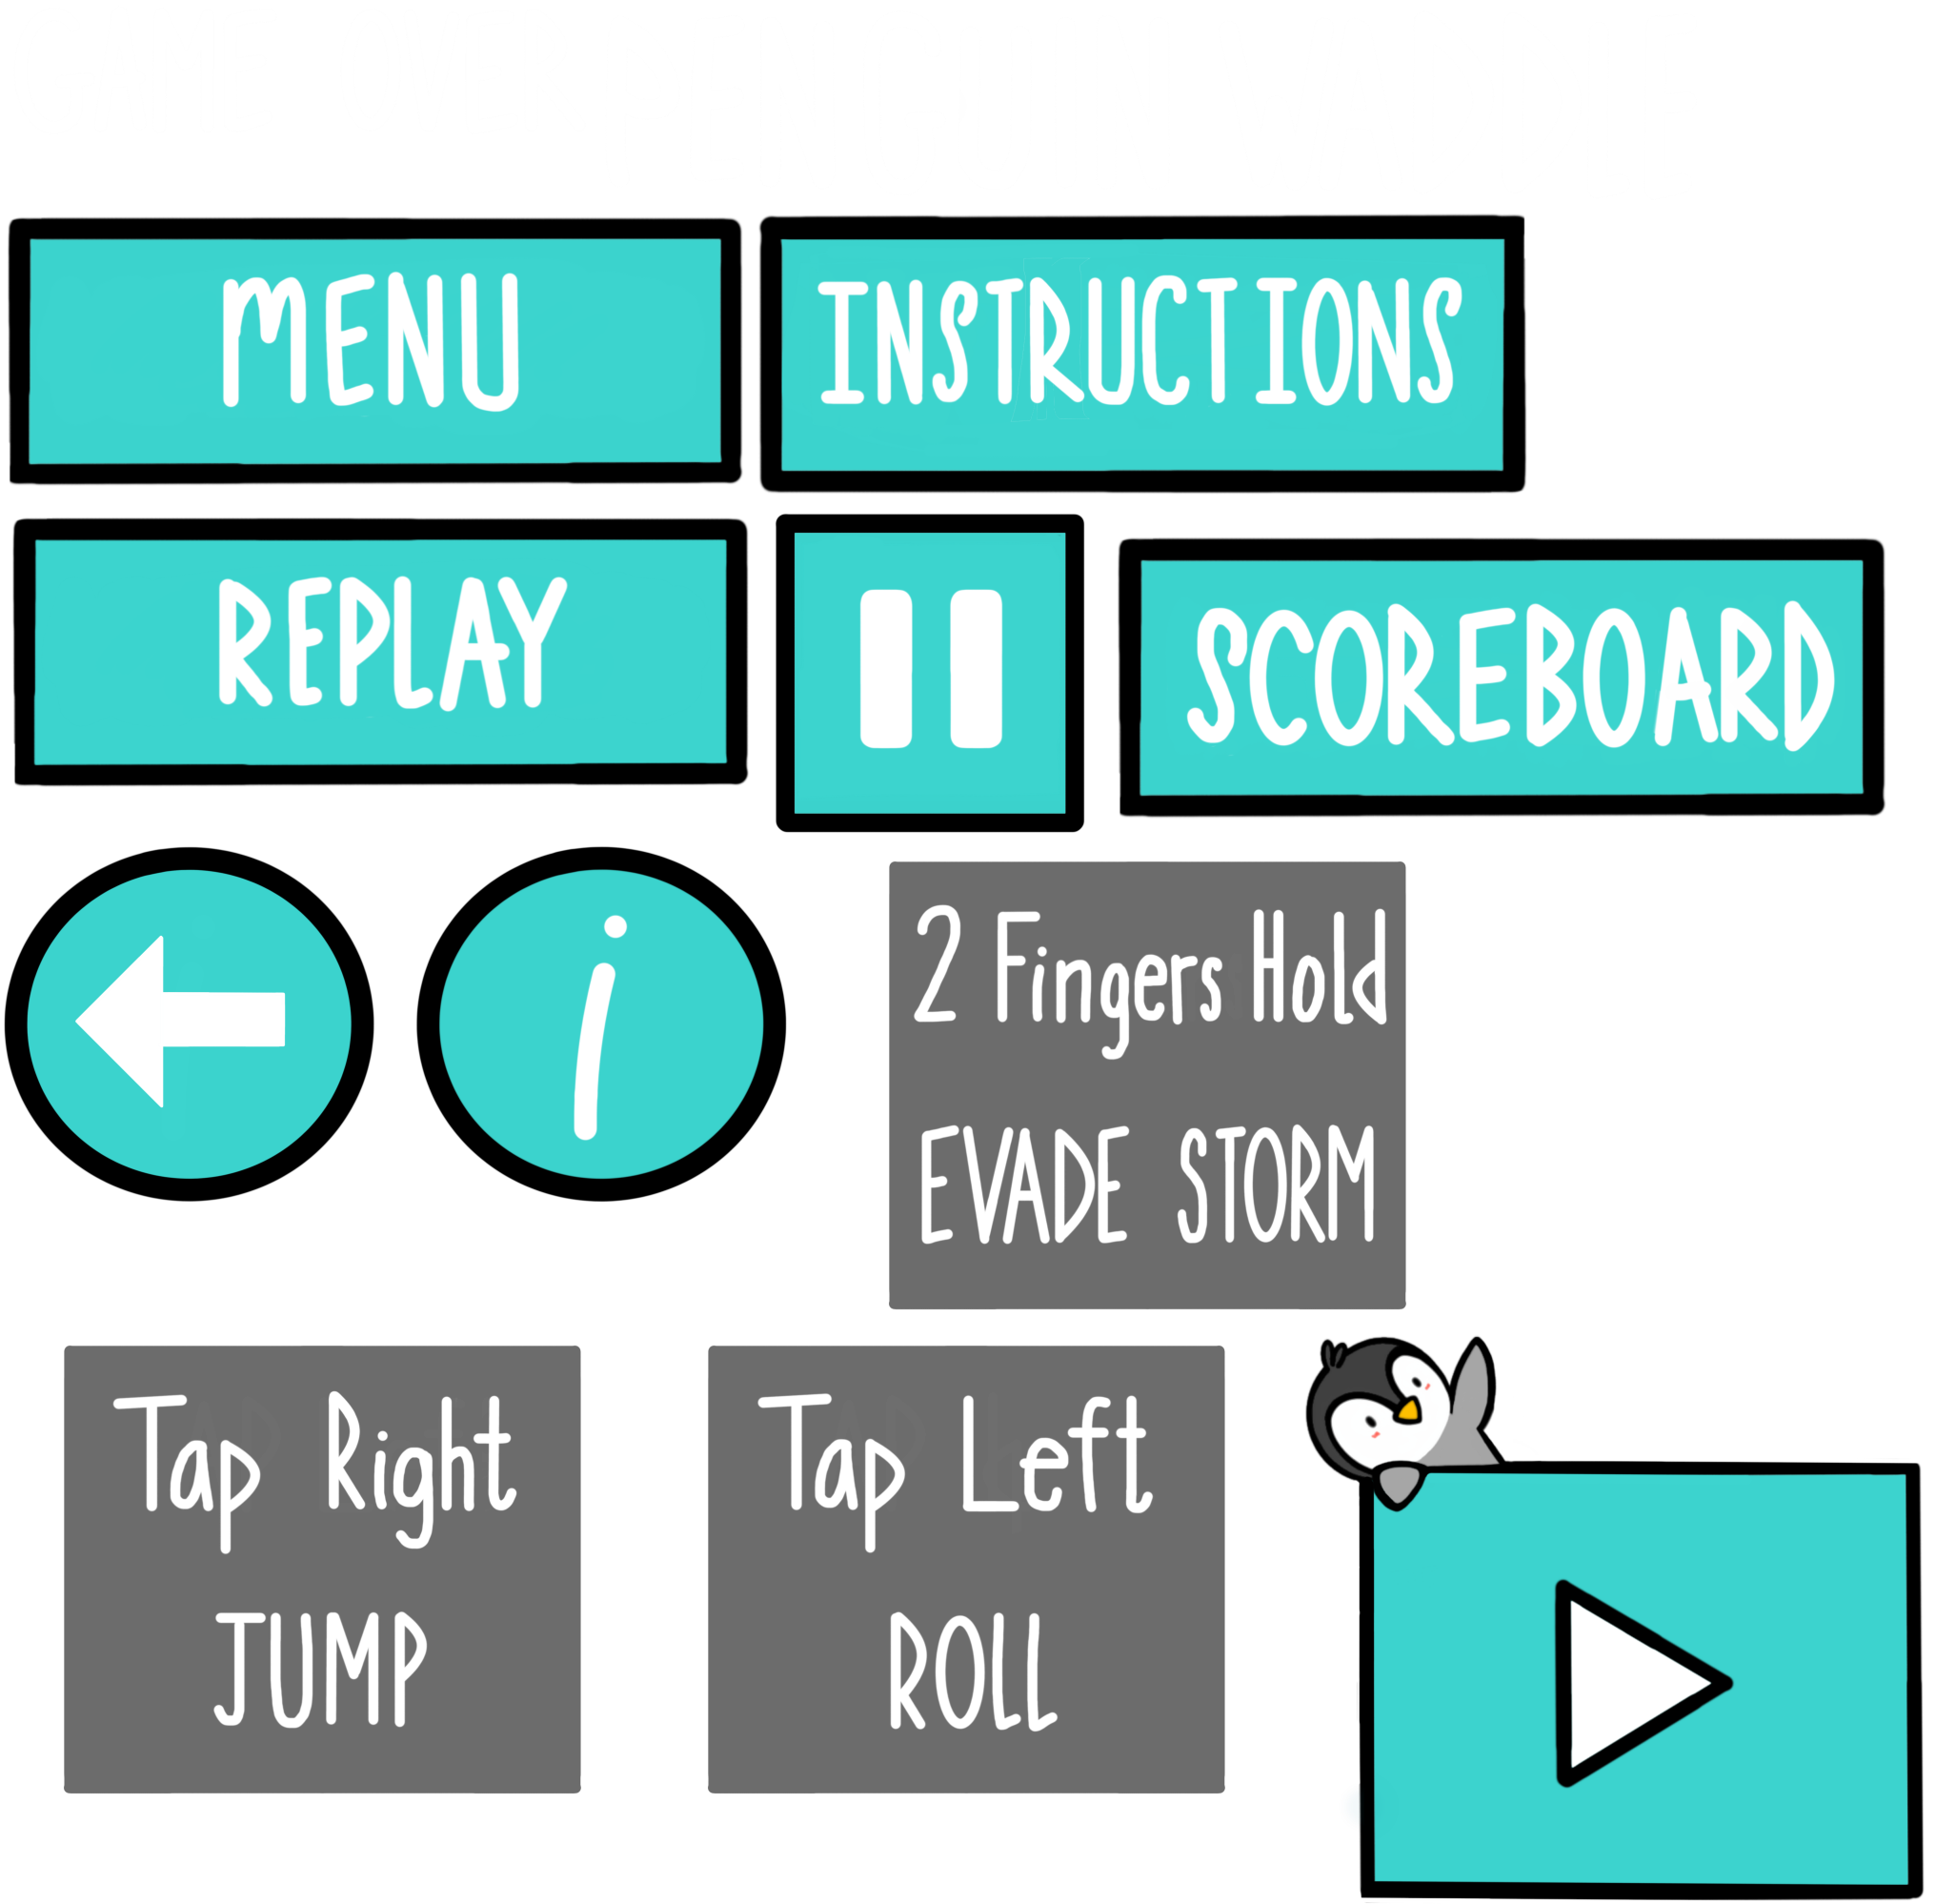 MENU
INSTRUCTIONS
REPLAY
SCOREBOARD
i
2 Fingers Hold
EVADE STORM
Tap Right
JUMP
Tap Left
ROLL